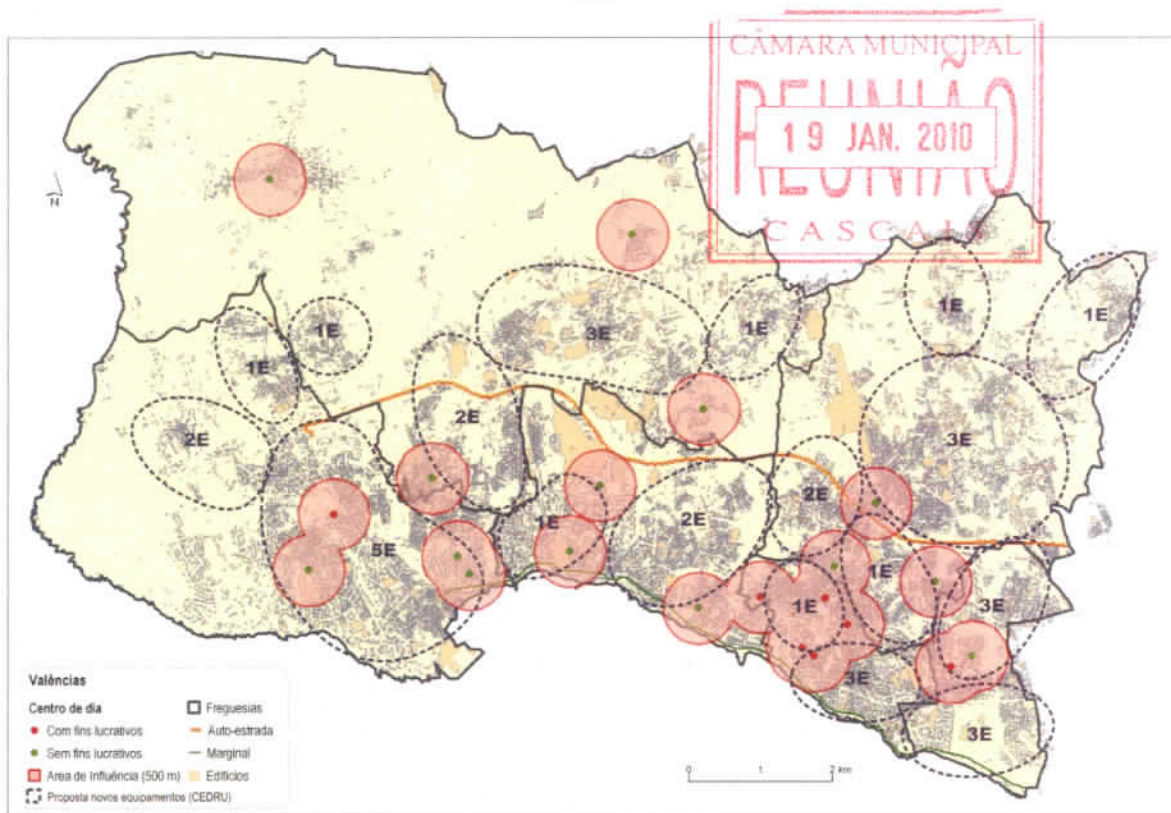 CÂMARA MUNICIPAL
REUNIÃO
19 JAN. 2010
CASCAIS
N
1E
1E
3E
1E
1E
1E
2E
2E
3E
5E
1E
2E
2E
1E
1E
3E
3E
3E
Valências
Centro de dia
Com fins lucrativos
Sem fins lucrativos
Area de Influência (500 m)
Proposta novos equipamentos (CEDRU)
Freguesias
Auto-estrada
Marginal
Edifícios
0 1 2 km